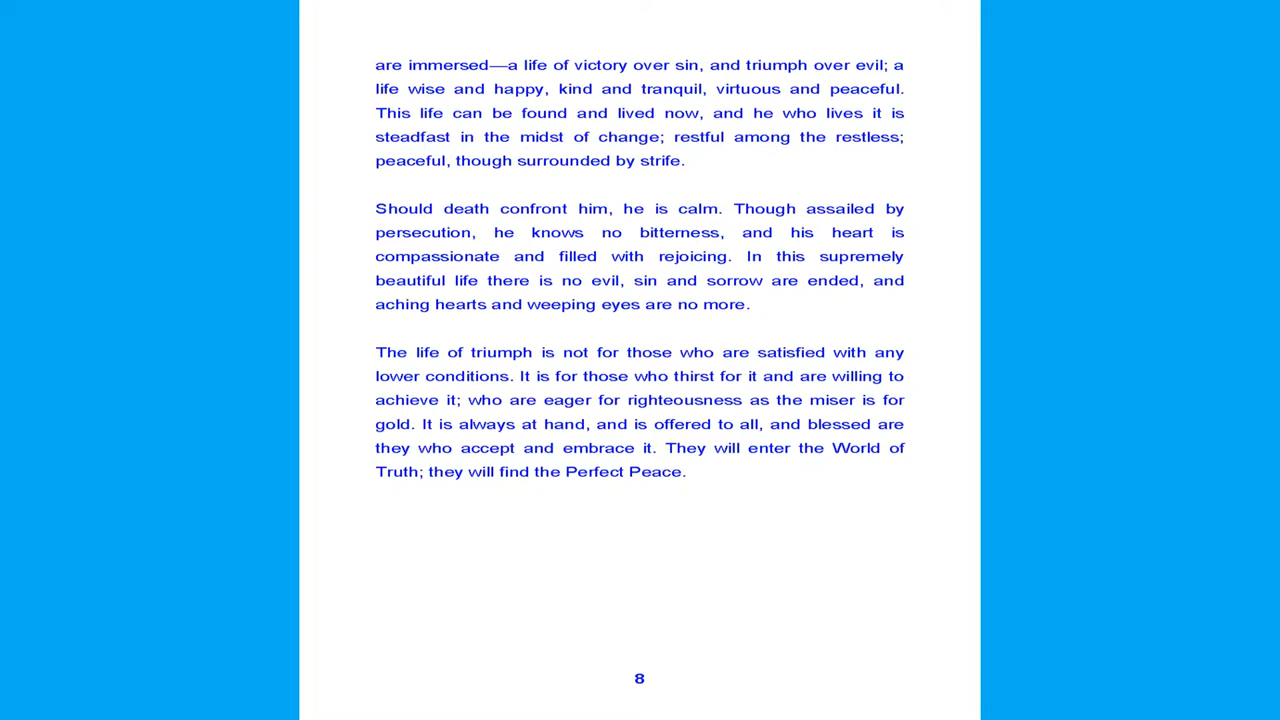 are immersed—a life of victory over sin, and triumph over evil; a
life wise and happy, kind and tranquil, virtuous and peaceful.
This life can be found and lived now, and he who lives it is
steadfast in the midst of change; restful among the restless;
peaceful, though surrounded by strife.
Should death confront him, he is calm. Though assailed by
persecution, he knows no bitterness, and his heart is
compassionate and filled with rejoicing. In this supremely
beautiful life there is no evil, sin and sorrow are ended, and
aching hearts and weeping eyes are no more.
The life of triumph is not for those who are satisfied with any
lower conditions. It is for those who thirst for it and are willing to
achieve it; who are eager for righteousness as the miser is for
gold. It is always at hand, and is offered to all, and blessed are
they who accept and embrace it. They will enter the World of
Truth; they will find the Perfect Peace.
8